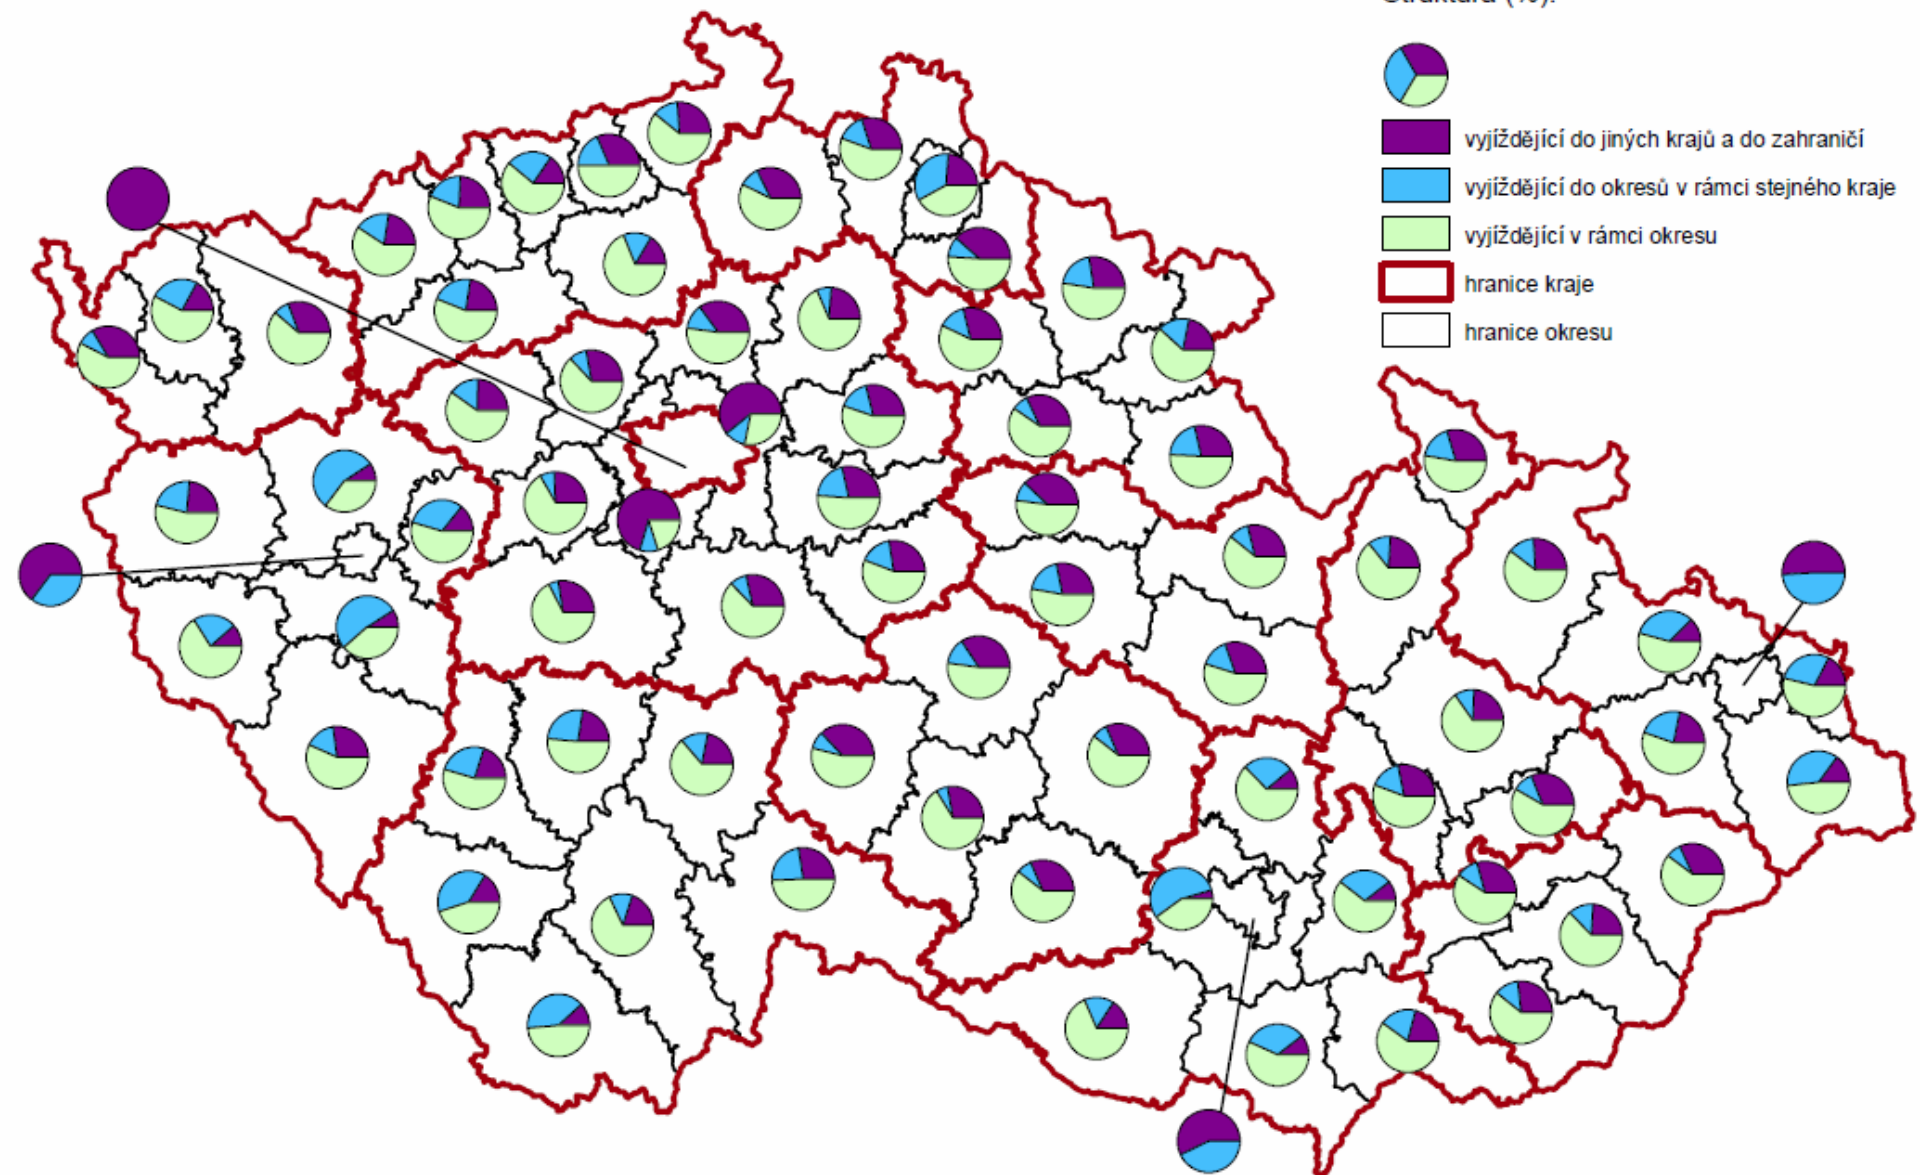 Struktura (%):
vyjíždějící do jiných krajů a do zahraničí
vyjíždějící do okresů v rámci stejného kraje
vyjíždějící v rámci okresu
hranice kraje
hranice okresu